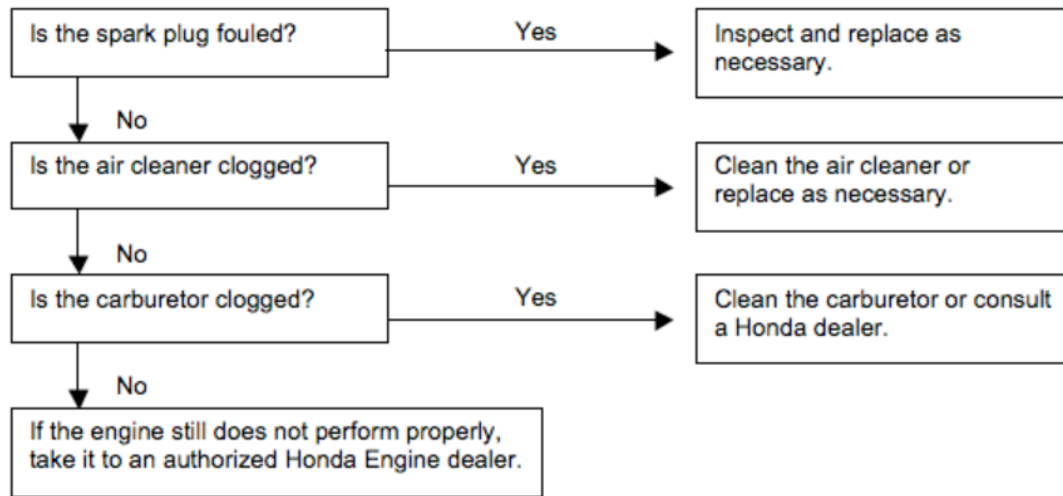 Is the spark plug fouled?
Yes
Inspect and replace as
necessary.
No
Is the air cleaner clogged?
Yes
Clean the air cleaner or
replace as necessary.
No
Is the carburetor clogged?
Yes
Clean the carburetor or consult
a Honda dealer.
No
If the engine still does not perform properly,
take it to an authorized Honda Engine dealer.